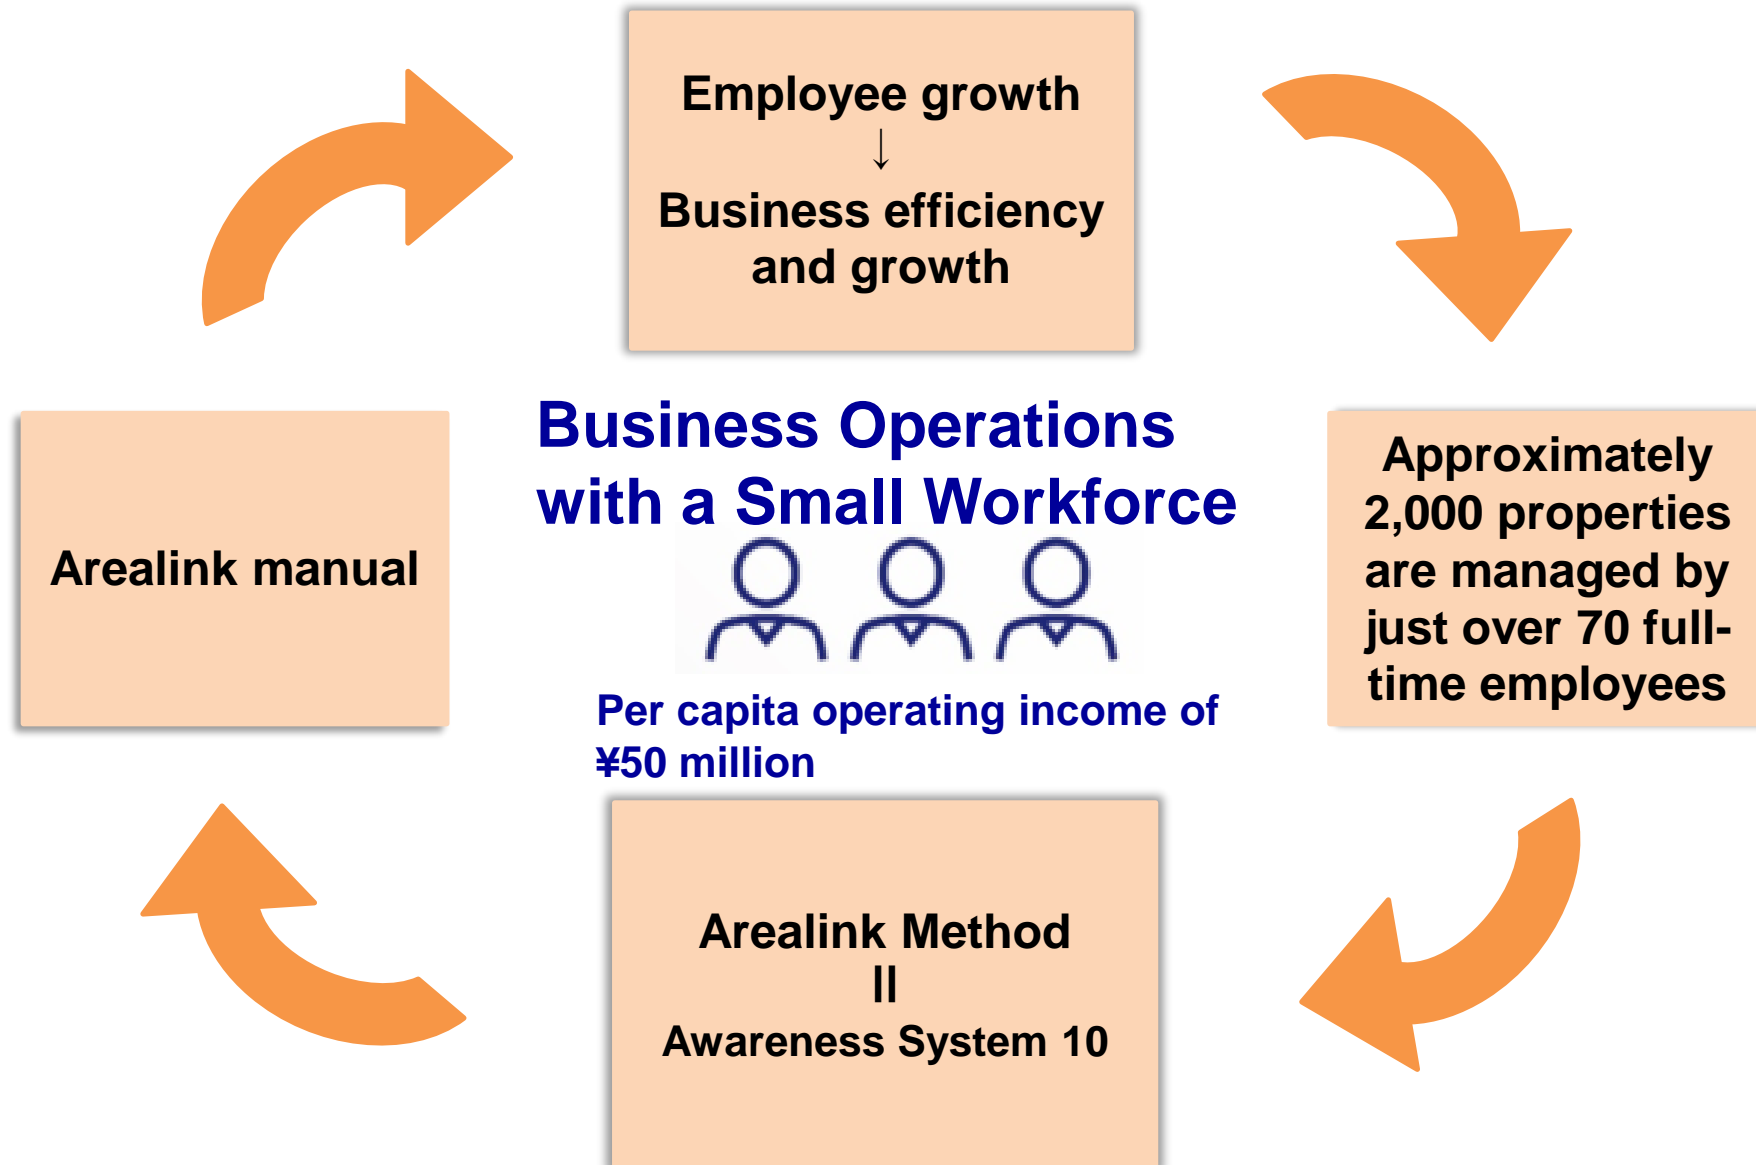 Employee growth
↓
Business efficiency
and growth
Business Operations
with a Small Workforce
Per capita operating income of
¥50 million
Arealink manual
Approximately
2,000 properties
are managed by
just over 70 full-
time employees
Arealink Method
II
Awareness System 10